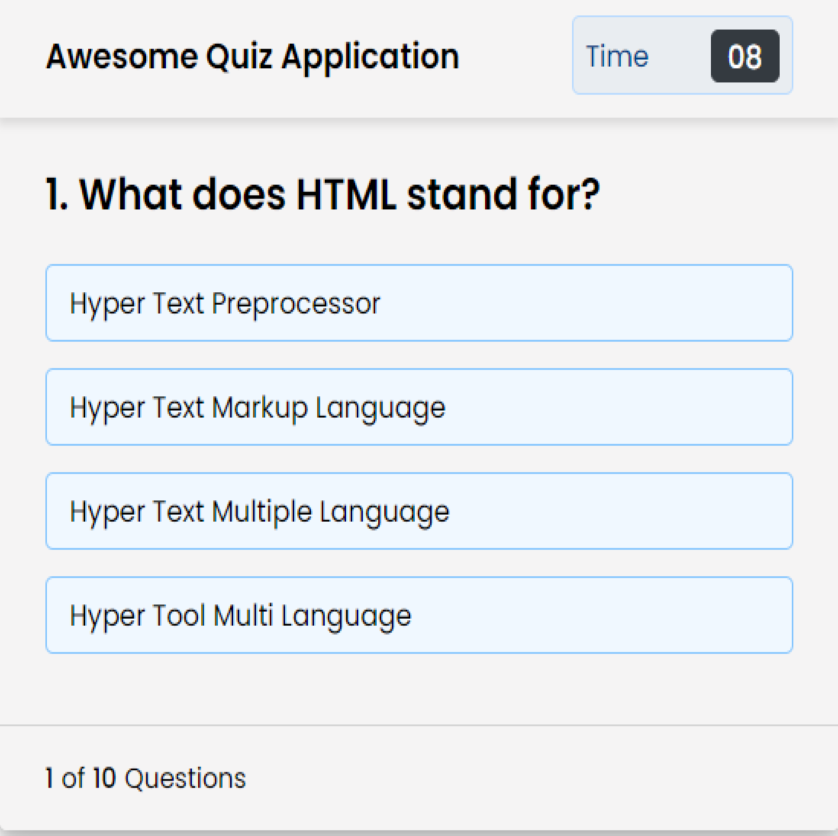 Awesome Quiz Application
Time 08
1. What does HTML stand for?
Hyper Text Preprocessor
Hyper Text Markup Language
Hyper Text Multiple Language
Hyper Tool Multi Language
1 of 10 Questions